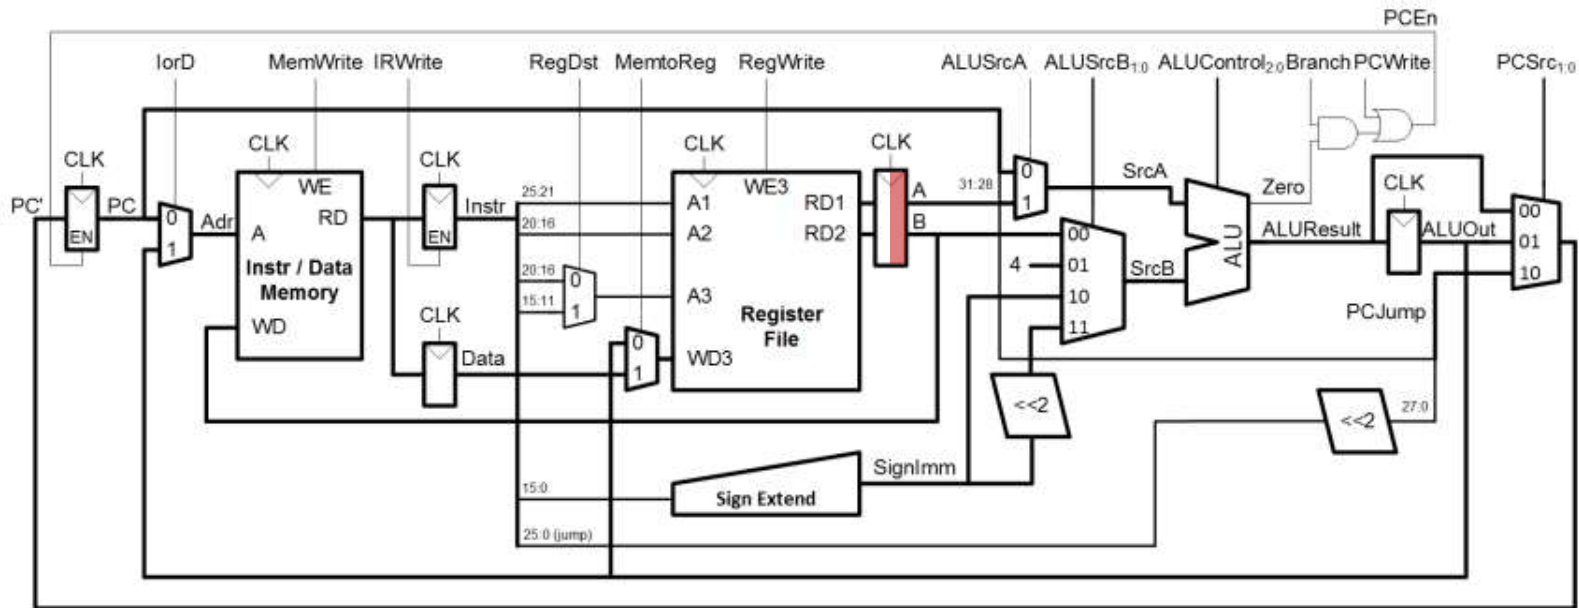 PCEn
IorD MemWrite IRWrite RegDst MemtoReg RegWrite ALUSrcA ALUSrcB1:0 ALUControl2:0 Branch PCWrite PCSrc1:0
CLK CLK CLK CLK CLK
PC' PC EN 0 1 Adr A WE RD Instr / Data Memory WD
EN Instr
CLK Data
25:21
20:16
20:16
15:11
0 1
0 1
A1 WE3 RD1
A2 RD2
A3
Register
File
WD3
A
B
31:28
0
1
SrcA
00
4 01
10
11
SrcB
ALU
Zero
ALUResult
CLK
ALUOut
00
01
10
PCJump
<<2
<<2
27:0
SignImm
15:0
Sign Extend
25:0 (jump)